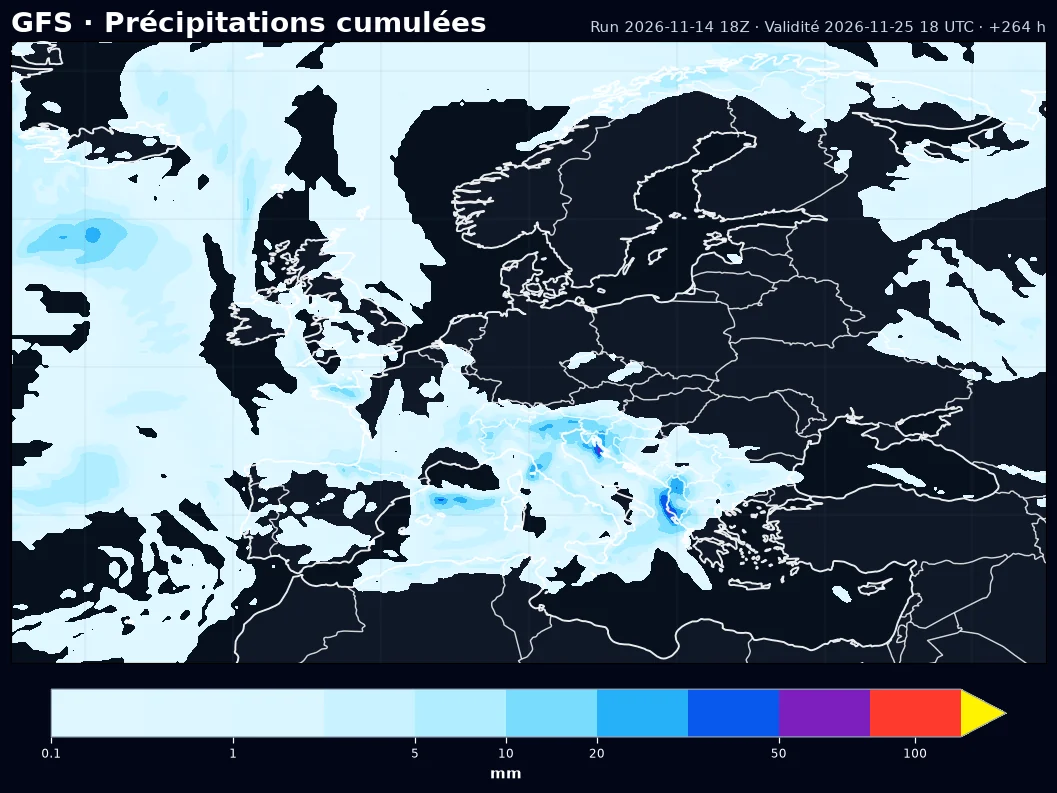 GFS · Précipitations cumulées
Run 2026-11-14 18Z · Validité 2026-11-25 18 UTC · +264 h
0.1 1 5 10 20 50 100
mm